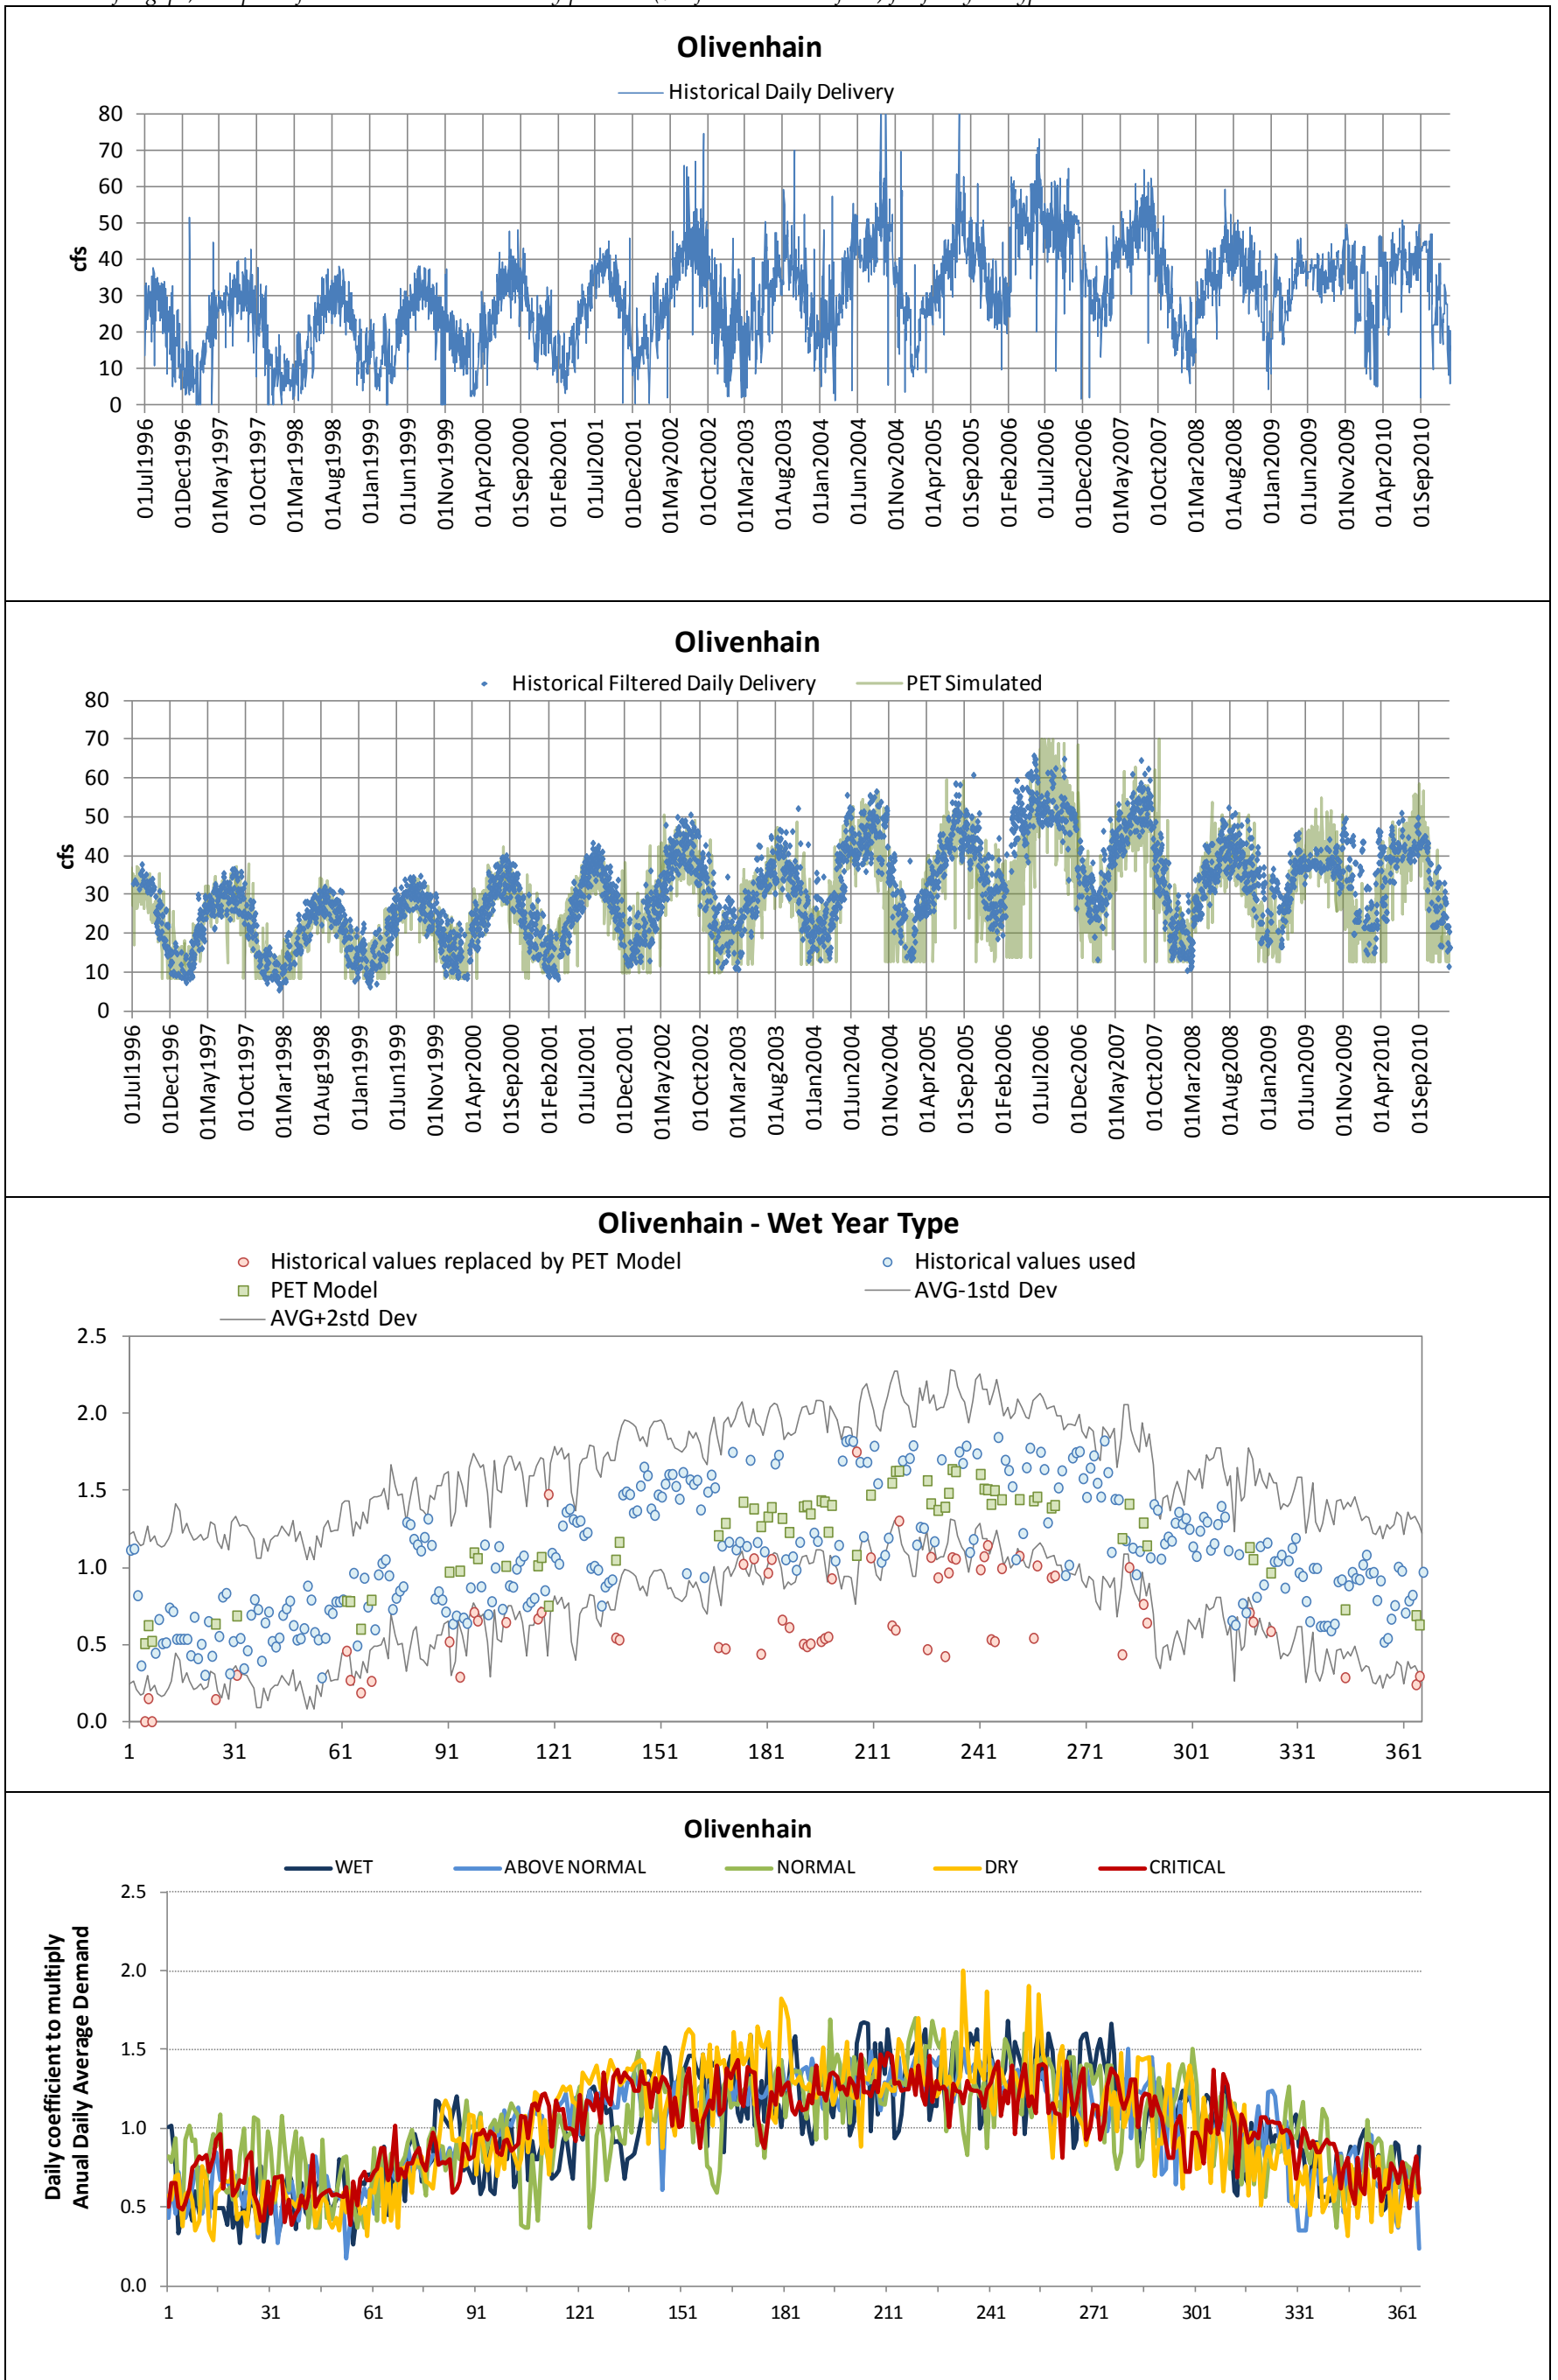 Olivenhain
Historical Daily Delivery
80
70
60
50
40
30
20
10
0
cfs
01Jul1996
01Dec1996
01May1997
01Oct1997
01Mar1998
01Aug1998
01Jan1999
01Jun1999
01Nov1999
01Apr2000
01Sep2000
01Feb2001
01Jul2001
01Dec2001
01May2002
01Oct2002
01Mar2003
01Aug2003
01Jan2004
01Jun2004
01Nov2004
01Apr2005
01Sep2005
01Feb2006
01Jul2006
01Dec2006
01May2007
01Oct2007
01Mar2008
01Aug2008
01Jan2009
01Jun2009
01Nov2009
01Apr2010
01Sep2010
Olivenhain
Historical Filtered Daily Delivery PET Simulated
80
70
60
50
40
30
20
10
0
cfs
01Jul1996
01Dec1996
01May1997
01Oct1997
01Mar1998
01Aug1998
01Jan1999
01Jun1999
01Nov1999
01Apr2000
01Sep2000
01Feb2001
01Jul2001
01Dec2001
01May2002
01Oct2002
01Mar2003
01Aug2003
01Jan2004
01Jun2004
01Nov2004
01Apr2005
01Sep2005
01Feb2006
01Jul2006
01Dec2006
01May2007
01Oct2007
01Mar2008
01Aug2008
01Jan2009
01Jun2009
01Nov2009
01Apr2010
01Sep2010
Olivenhain - Wet Year Type
Historical values replaced by PET Model Historical values used
PET Model AVG-1std Dev
AVG+2std Dev
2.5
2.0
1.5
1.0
0.5
0.0
1 31 61 91 121 151 181 211 241 271 301 331 361
Olivenhain
WET ABOVE NORMAL NORMAL DRY CRITICAL
2.5
2.0
1.5
1.0
0.5
0.0
Daily coefficient to multiply
Anual Daily Average Demand
1 31 61 91 121 151 181 211 241 271 301 331 361